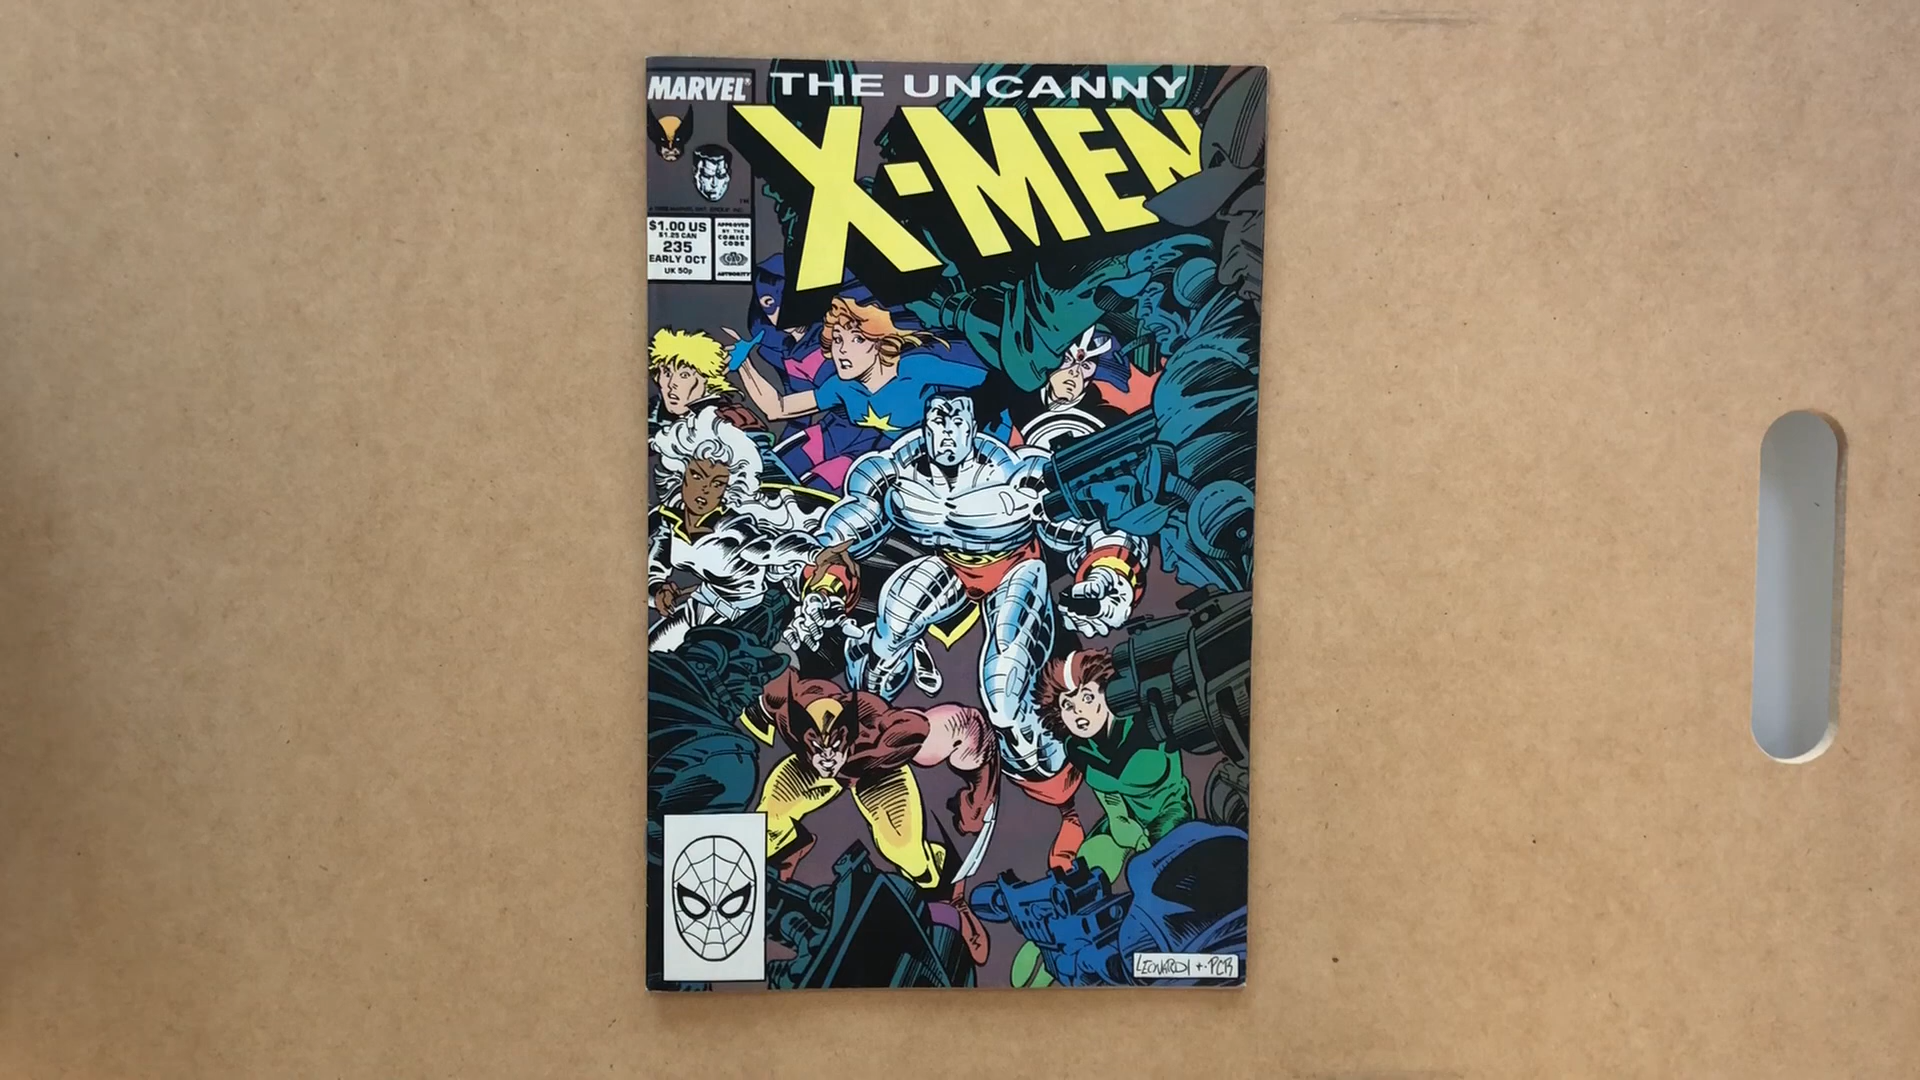 MARVEL®
THE UNCANNY
X-MEN
TM
$1.00 US
$1.25 CAN
235
EARLY OCT
UK 50p
APPROVED
BY THE
COMICS
CODE
AUTHORITY
LEONARDI + PCR